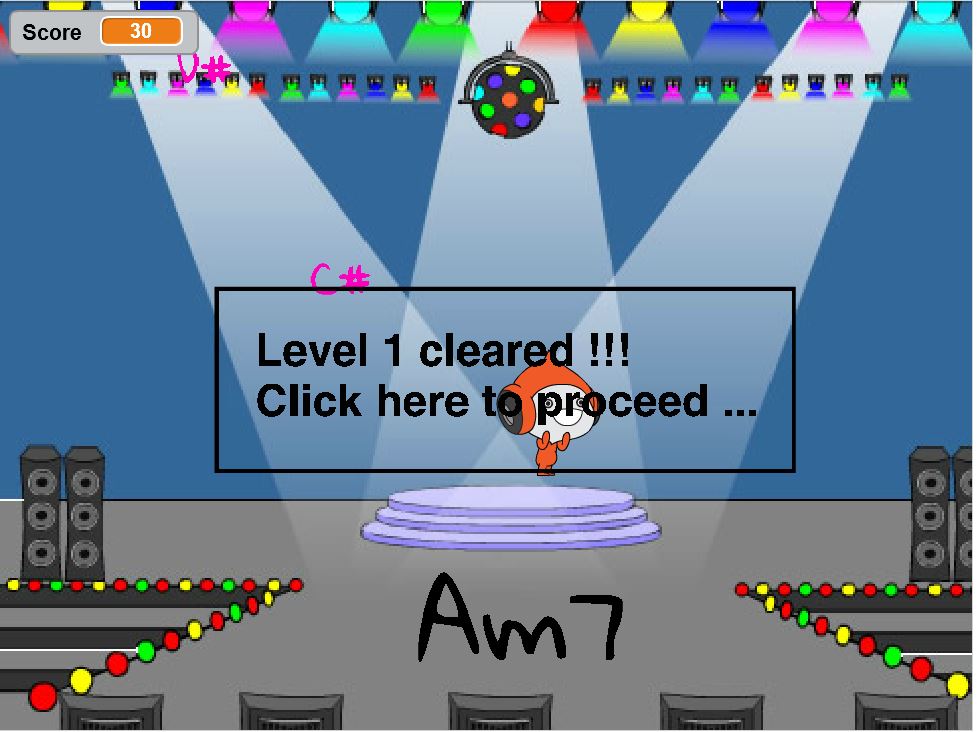 Score 30
D#
C#
Level 1 cleared !!!
Click here to proceed ...
Am7